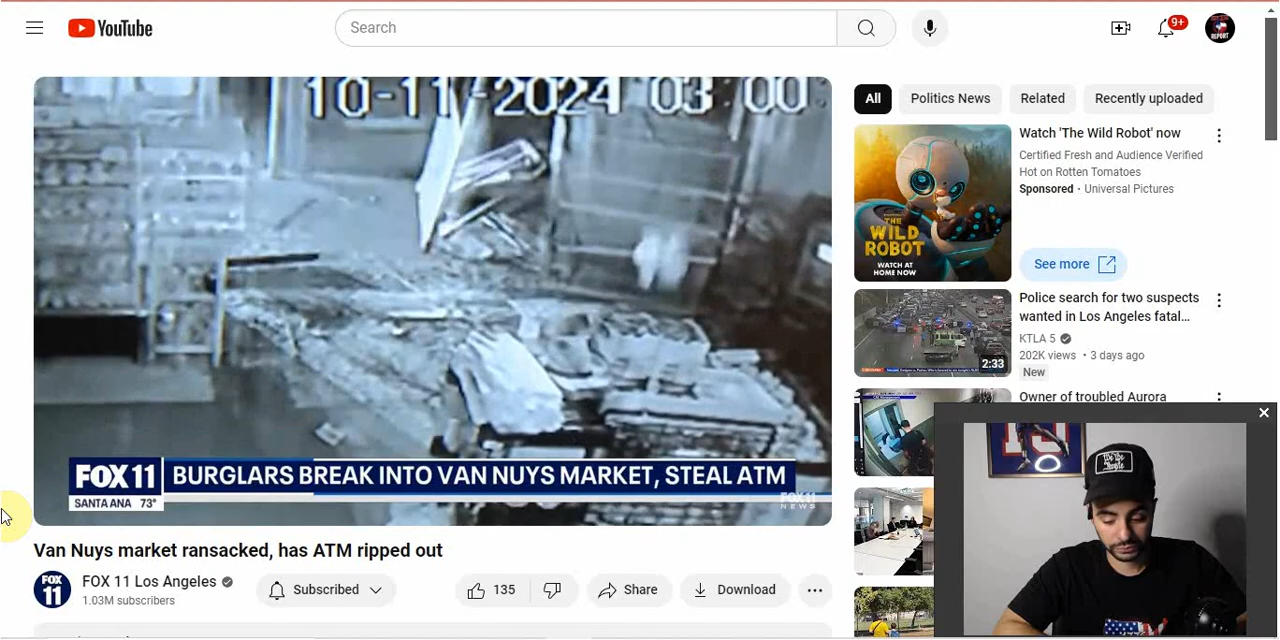 YouTube
Search
9+
REPORT
10-11-2024 03:00
FOX 11
BURGLARS BREAK INTO VAN NUYS MARKET, STEAL ATM
SANTA ANA 73°
FOX 11
NEWS
Van Nuys market ransacked, has ATM ripped out
FOX
11
FOX 11 Los Angeles
1.03M subscribers
Subscribed
135
Share
Download
All
Politics News
Related
Recently uploaded
THE
WILD
ROBOT
WATCH AT
HOME NOW
Watch 'The Wild Robot' now
Certified Fresh and Audience Verified
Hot on Rotten Tomatoes
Sponsored · Universal Pictures
See more
2:33
Police search for two suspects
wanted in Los Angeles fatal...
KTLA 5
202K views • 3 days ago
New
Owner of troubled Aurora
We the
People